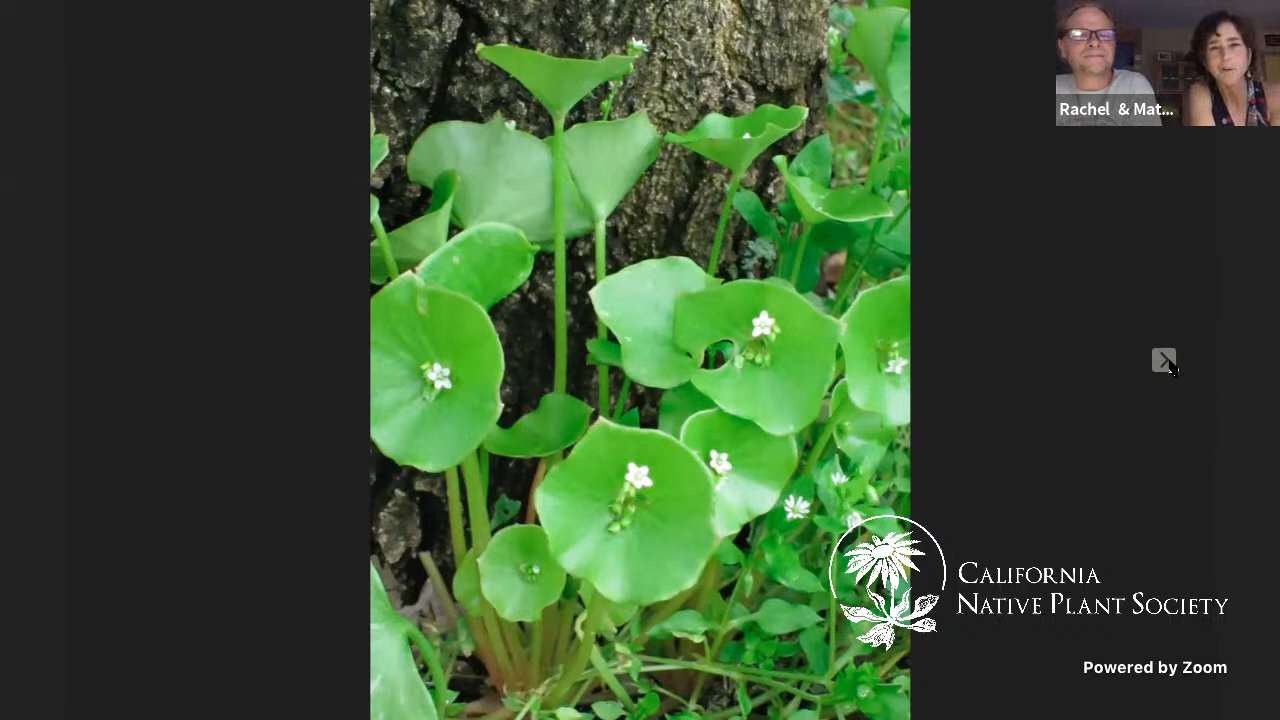 Rachel & Mat...
CALIFORNIA
NATIVE PLANT SOCIETY
Powered by Zoom